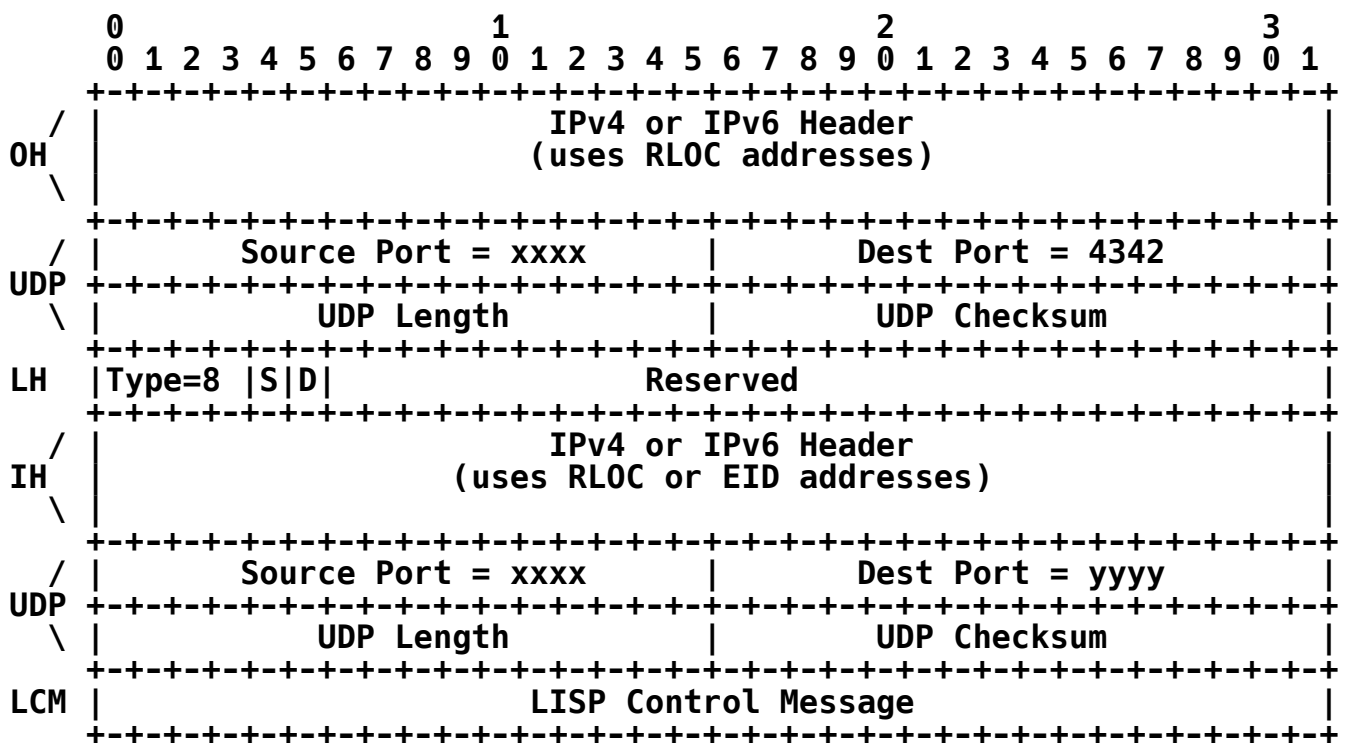 0                   1                   2                   3
        0 1 2 3 4 5 6 7 8 9 0 1 2 3 4 5 6 7 8 9 0 1 2 3 4 5 6 7 8 9 0 1
       +-+-+-+-+-+-+-+-+-+-+-+-+-+-+-+-+-+-+-+-+-+-+-+-+-+-+-+-+-+-+-+-+
     / |                       IPv4 or IPv6 Header                     |
   OH  |                      (uses RLOC addresses)                    |
     \ |                                                               |
       +-+-+-+-+-+-+-+-+-+-+-+-+-+-+-+-+-+-+-+-+-+-+-+-+-+-+-+-+-+-+-+-+
     / |       Source Port = xxxx      |       Dest Port = 4342        |
   UDP +-+-+-+-+-+-+-+-+-+-+-+-+-+-+-+-+-+-+-+-+-+-+-+-+-+-+-+-+-+-+-+-+
     \ |           UDP Length          |        UDP Checksum           |
       +-+-+-+-+-+-+-+-+-+-+-+-+-+-+-+-+-+-+-+-+-+-+-+-+-+-+-+-+-+-+-+-+
   LH  |Type=8 |S|D|                Reserved                           |
       +-+-+-+-+-+-+-+-+-+-+-+-+-+-+-+-+-+-+-+-+-+-+-+-+-+-+-+-+-+-+-+-+
     / |                       IPv4 or IPv6 Header                     |
   IH  |                  (uses RLOC or EID addresses)                 |
     \ |                                                               |
       +-+-+-+-+-+-+-+-+-+-+-+-+-+-+-+-+-+-+-+-+-+-+-+-+-+-+-+-+-+-+-+-+
     / |       Source Port = xxxx      |       Dest Port = yyyy        |
   UDP +-+-+-+-+-+-+-+-+-+-+-+-+-+-+-+-+-+-+-+-+-+-+-+-+-+-+-+-+-+-+-+-+
     \ |           UDP Length          |        UDP Checksum           |
       +-+-+-+-+-+-+-+-+-+-+-+-+-+-+-+-+-+-+-+-+-+-+-+-+-+-+-+-+-+-+-+-+
   LCM |                      LISP Control Message                     |
       +-+-+-+-+-+-+-+-+-+-+-+-+-+-+-+-+-+-+-+-+-+-+-+-+-+-+-+-+-+-+-+-+